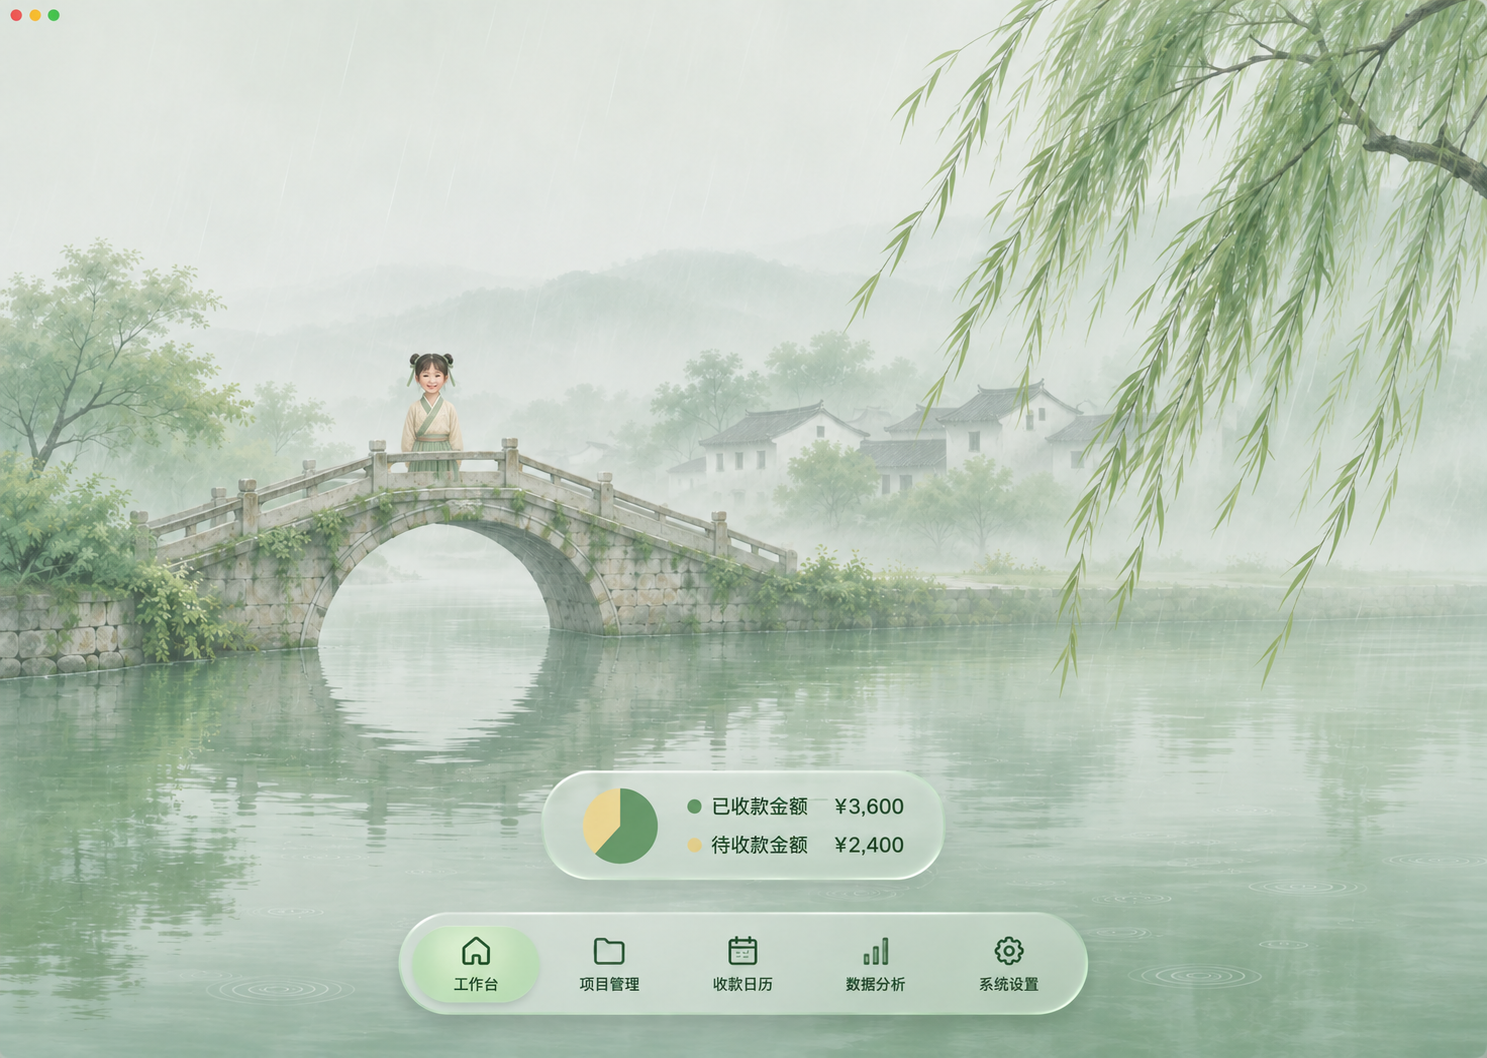 已收款金额 ¥3,600
待收款金额 ¥2,400
工作台 项目管理 收款日历 数据分析 系统设置